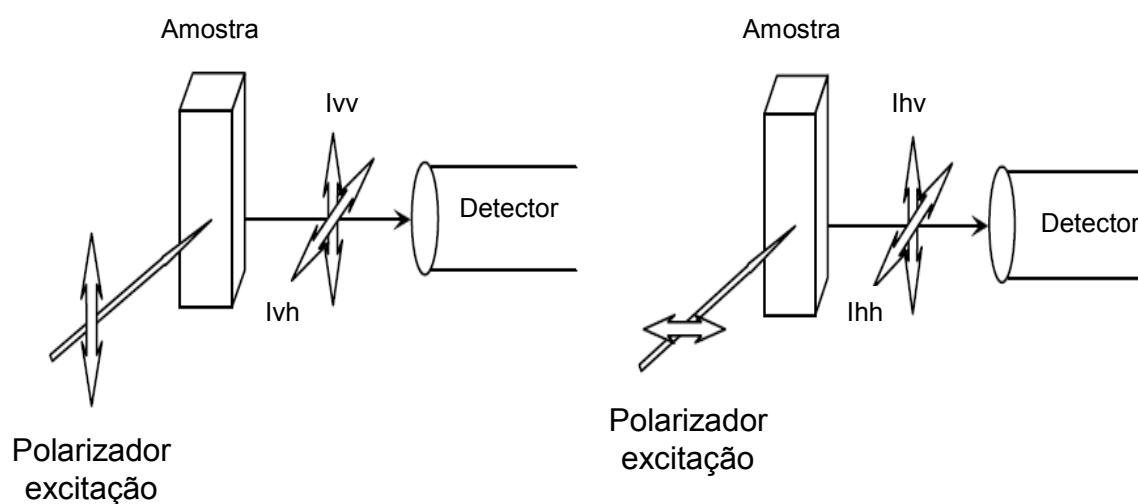 Amostra
Ivv
Detector
Ivh
Polarizador
excitação
Amostra
Ihv
Detector
Ihh
Polarizador
excitação